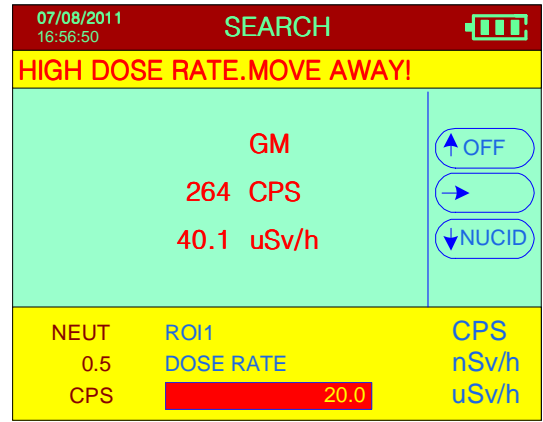 07/08/2011
16:56:50
SEARCH
HIGH DOSE RATE.MOVE AWAY!
GM
264 CPS
40.1 uSv/h
OFF
NUCID
NEUT ROI1 CPS
0.5 DOSE RATE nSv/h
CPS 20.0 uSv/h